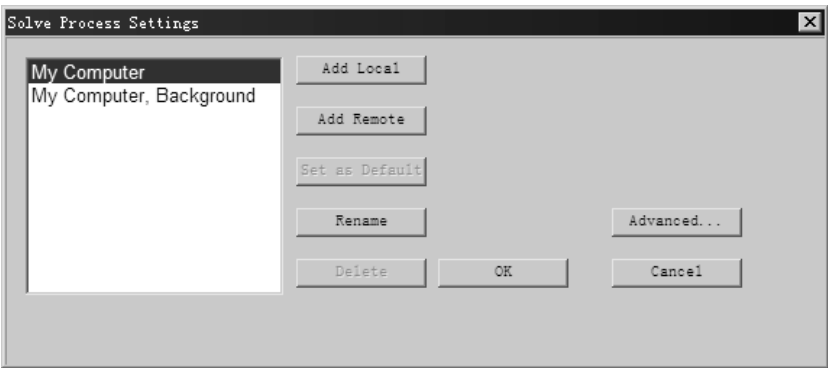 Solve Process Settings
My Computer
My Computer, Background
Add Local
Add Remote
Set as Default
Rename
Advanced...
Delete
OK
Cancel